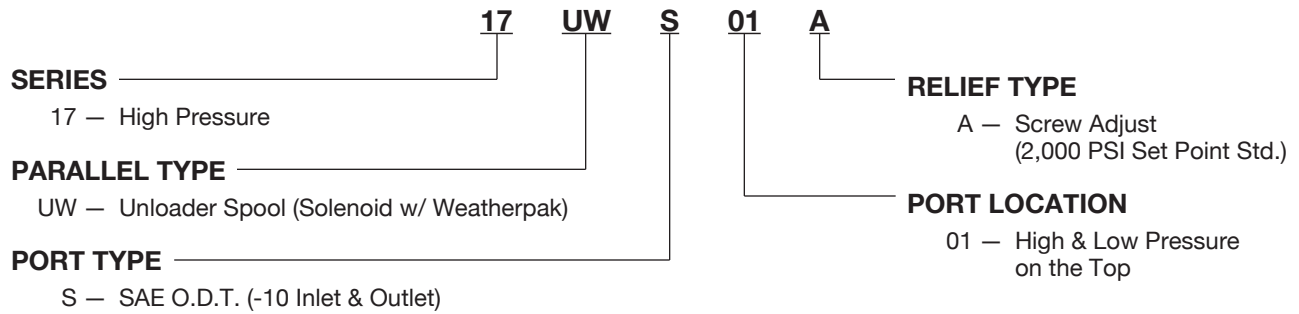 17 UW S 01 A
SERIES
17 — High Pressure
PARALLEL TYPE
UW — Unloader Spool (Solenoid w/ Weatherpak)
PORT TYPE
S — SAE O.D.T. (-10 Inlet & Outlet)
RELIEF TYPE
A — Screw Adjust
(2,000 PSI Set Point Std.)
PORT LOCATION
01 — High & Low Pressure
on the Top